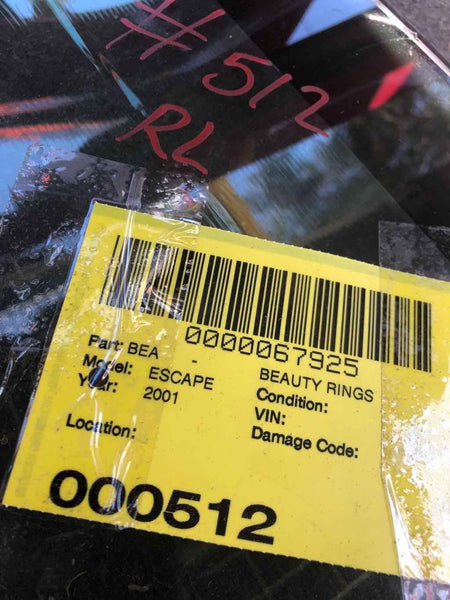 #512
RL
0000067925
Part: BEA - BEAUTY RINGS
Model: ESCAPE Condition:
Year: 2001 VIN:
Location: Damage Code:
000512